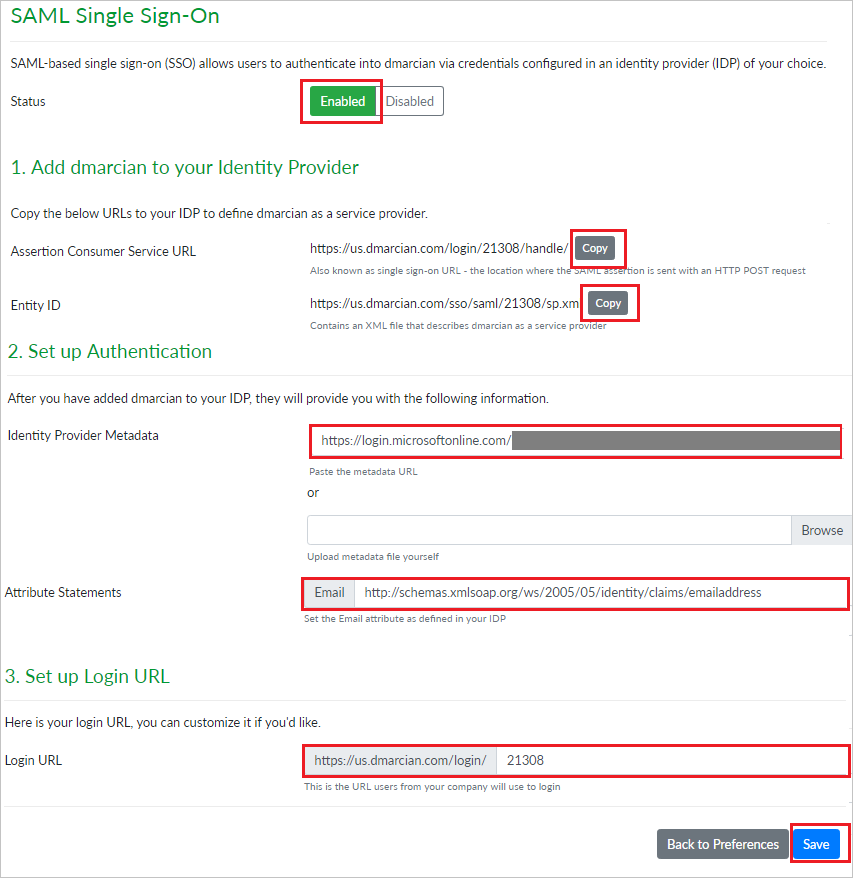 SAML Single Sign-On
SAML-based single sign-on (SSO) allows users to authenticate into dmarcian via credentials configured in an identity provider (IDP) of your choice.
Status Enabled Disabled
1. Add dmarcian to your Identity Provider
Copy the below URLs to your IDP to define dmarcian as a service provider.
Assertion Consumer Service URL https://us.dmarcian.com/login/21308/handle/ Copy
Also known as single sign-on URL - the location where the SAML assertion is sent with an HTTP POST request
Entity ID https://us.dmarcian.com/sso/saml/21308/sp.xm Copy
Contains an XML file that describes dmarcian as a service provider
2. Set up Authentication
After you have added dmarcian to your IDP, they will provide you with the following information.
Identity Provider Metadata https://login.microsoftonline.com/
Paste the metadata URL
or
Browse
Upload metadata file yourself
Attribute Statements Email http://schemas.xmlsoap.org/ws/2005/05/identity/claims/emailaddress
Set the Email attribute as defined in your IDP
3. Set up Login URL
Here is your login URL, you can customize it if you'd like.
Login URL https://us.dmarcian.com/login/ 21308
This is the URL users from your company will use to login
Back to Preferences Save